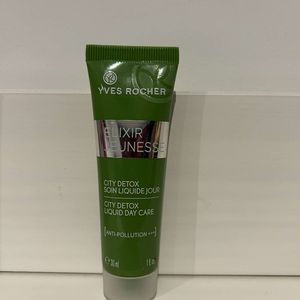 YVES ROCHER
ELIXIR
JEUNESSE
CITY DETOX
SOIN LIQUIDE JOUR
CITY DETOX
LIQUID DAY CARE
[ANTI-POLLUTION +++]
℮ 30 ml 1 fl.oz.